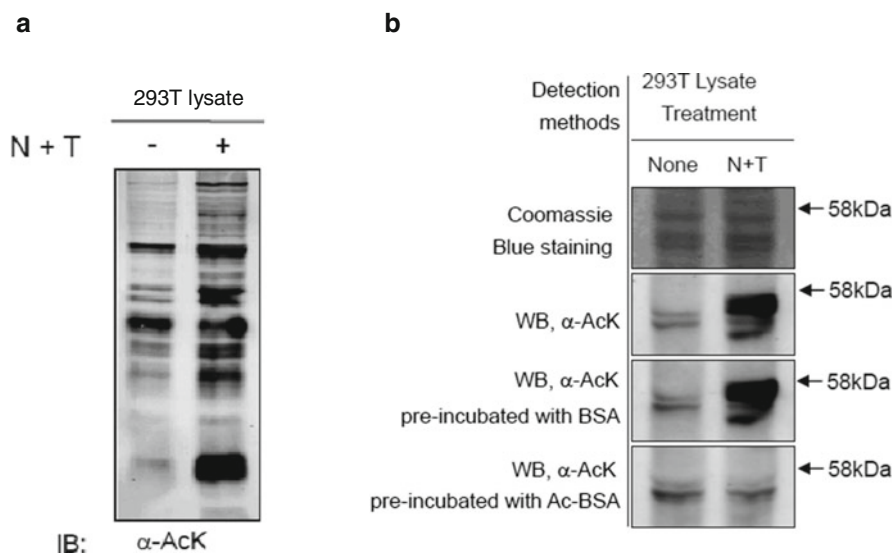 a
293T lysate
N + T - +
IB: α-AcK
b
Detection
methods
293T Lysate
Treatment
None N+T
Coomassie
Blue staining
58kDa
WB, α-AcK
58kDa
WB, α-AcK
pre-incubated with BSA
58kDa
WB, α-AcK
pre-incubated with Ac-BSA
58kDa